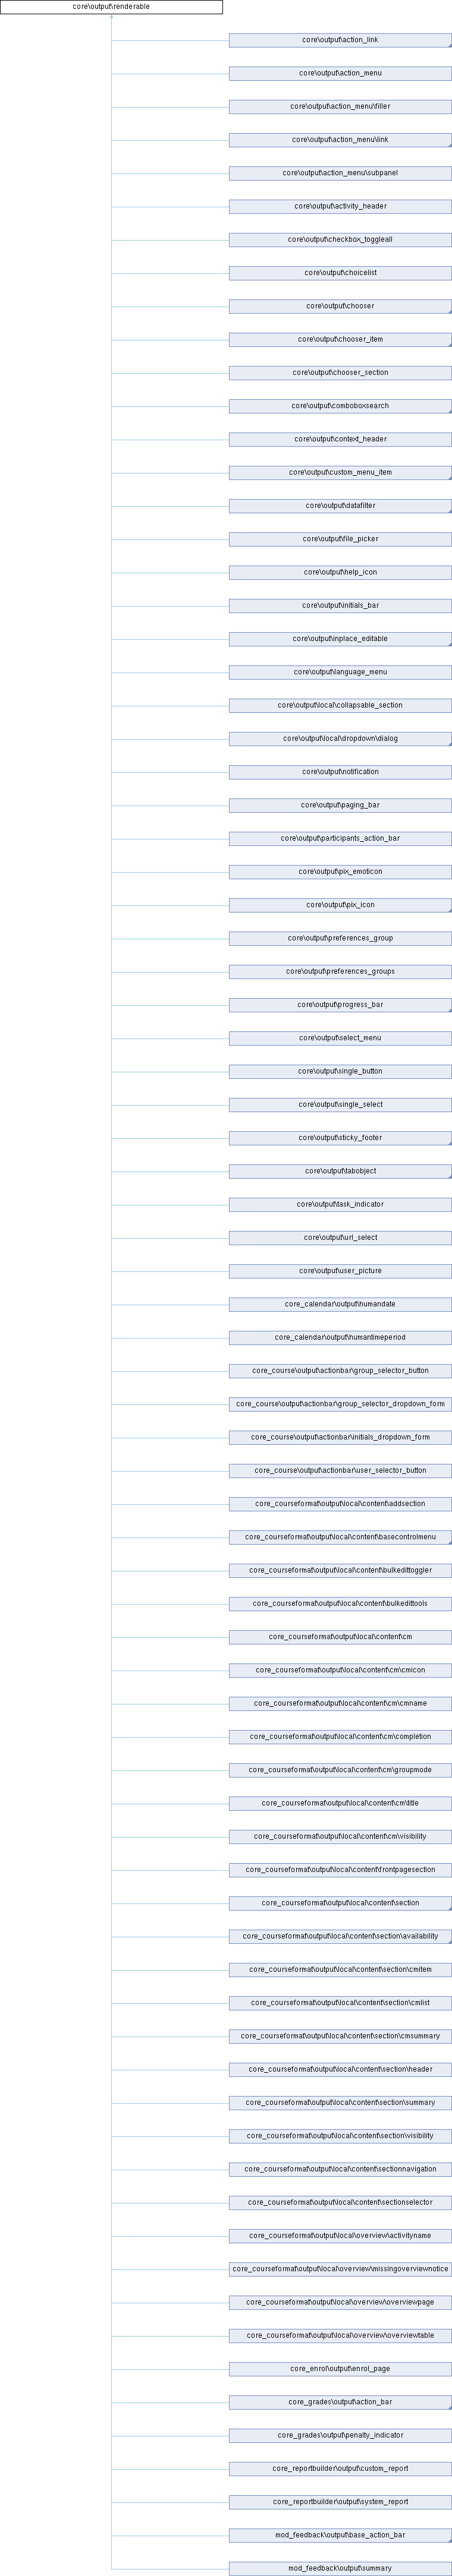 core\output\renderable
core\output\action_link
core\output\action_menu
core\output\action_menu\filler
core\output\action_menu\link
core\output\action_menu\subpanel
core\output\activity_header
core\output\checkbox_toggleall
core\output\choicelist
core\output\chooser
core\output\chooser_item
core\output\chooser_section
core\output\comboboxsearch
core\output\context_header
core\output\custom_menu_item
core\output\datafilter
core\output\file_picker
core\output\help_icon
core\output\initials_bar
core\output\inplace_editable
core\output\language_menu
core\output\local\collapsable_section
core\output\local\dropdown\dialog
core\output\notification
core\output\paging_bar
core\output\participants_action_bar
core\output\pix_emoticon
core\output\pix_icon
core\output\preferences_group
core\output\preferences_groups
core\output\progress_bar
core\output\select_menu
core\output\single_button
core\output\single_select
core\output\sticky_footer
core\output\tabobject
core\output\task_indicator
core\output\url_select
core\output\user_picture
core_calendar\output\humandate
core_calendar\output\humantimeperiod
core_course\output\actionbar\group_selector_button
core_course\output\actionbar\group_selector_dropdown_form
core_course\output\actionbar\initials_dropdown_form
core_course\output\actionbar\user_selector_button
core_courseformat\output\local\content\addsection
core_courseformat\output\local\content\basecontrolmenu
core_courseformat\output\local\content\bulkedittoggler
core_courseformat\output\local\content\bulkedittools
core_courseformat\output\local\content\cm
core_courseformat\output\local\content\cm\cmicon
core_courseformat\output\local\content\cm\cmname
core_courseformat\output\local\content\cm\completion
core_courseformat\output\local\content\cm\groupmode
core_courseformat\output\local\content\cm\title
core_courseformat\output\local\content\cm\visibility
core_courseformat\output\local\content\frontpagesection
core_courseformat\output\local\content\section
core_courseformat\output\local\content\section\availability
core_courseformat\output\local\content\section\cmitem
core_courseformat\output\local\content\section\cmlist
core_courseformat\output\local\content\section\cmsummary
core_courseformat\output\local\content\section\header
core_courseformat\output\local\content\section\summary
core_courseformat\output\local\content\section\visibility
core_courseformat\output\local\content\sectionnavigation
core_courseformat\output\local\content\sectionselector
core_courseformat\output\local\overview\activityname
core_courseformat\output\local\overview\missingoverviewnotice
core_courseformat\output\local\overview\overviewpage
core_courseformat\output\local\overview\overviewtable
core_enrol\output\enrol_page
core_grades\output\action_bar
core_grades\output\penalty_indicator
core_reportbuilder\output\custom_report
core_reportbuilder\output\system_report
mod_feedback\output\base_action_bar
mod_feedback\output\summary